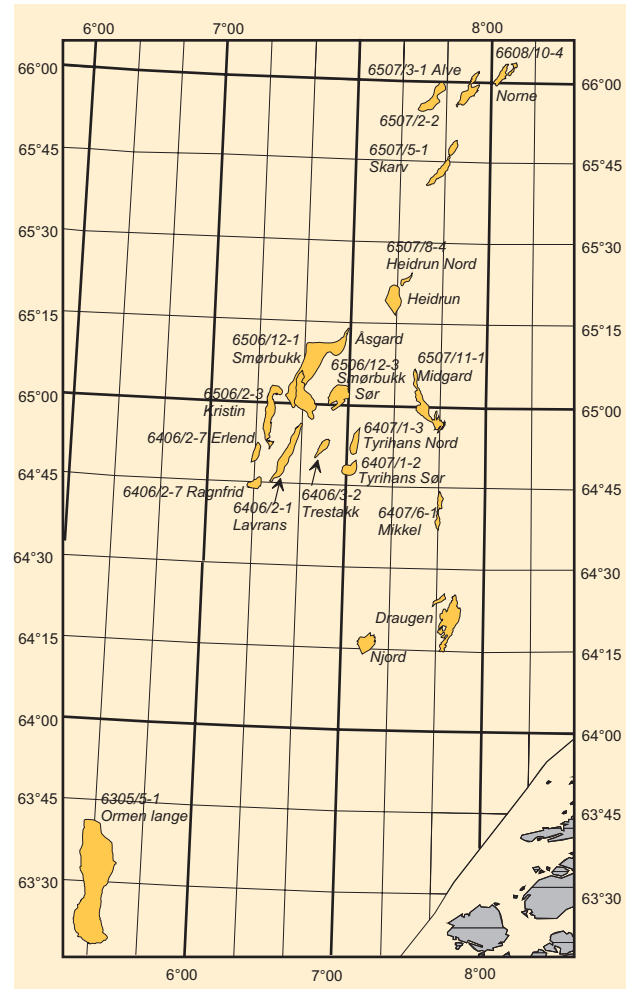 6°00' 7°00' 8°00'
6608/10-4
66°00'
6507/3-1 Alve
66°00'
Norne
6507/2-2
65°45'
6507/5-1
Skarv
65°45'
65°30'
6507/8-4
Heidrun Nord
65°30'
Heidrun
65°15'
65°15'
6506/12-1
Smørbukk
Åsgard
6506/12-3
Smørbukk
Sør
6507/11-1
Midgard
65°00'
6506/2-3
Kristin
65°00'
6406/2-7 Erlend
6407/1-3
Tyrihans Nord
64°45'
6407/1-2
Tyrihans Sør
6406/2-7 Ragnfrid
64°45'
6406/3-2
Trestakk
6406/2-1
Lavrans
6407/6-1
Mikkel
64°30'
64°30'
Draugen
64°15'
Njord
64°15'
64°00'
64°00'
63°45'
6305/5-1
Ormen lange
63°45'
63°30'
63°30'
6°00' 7°00' 8°00'